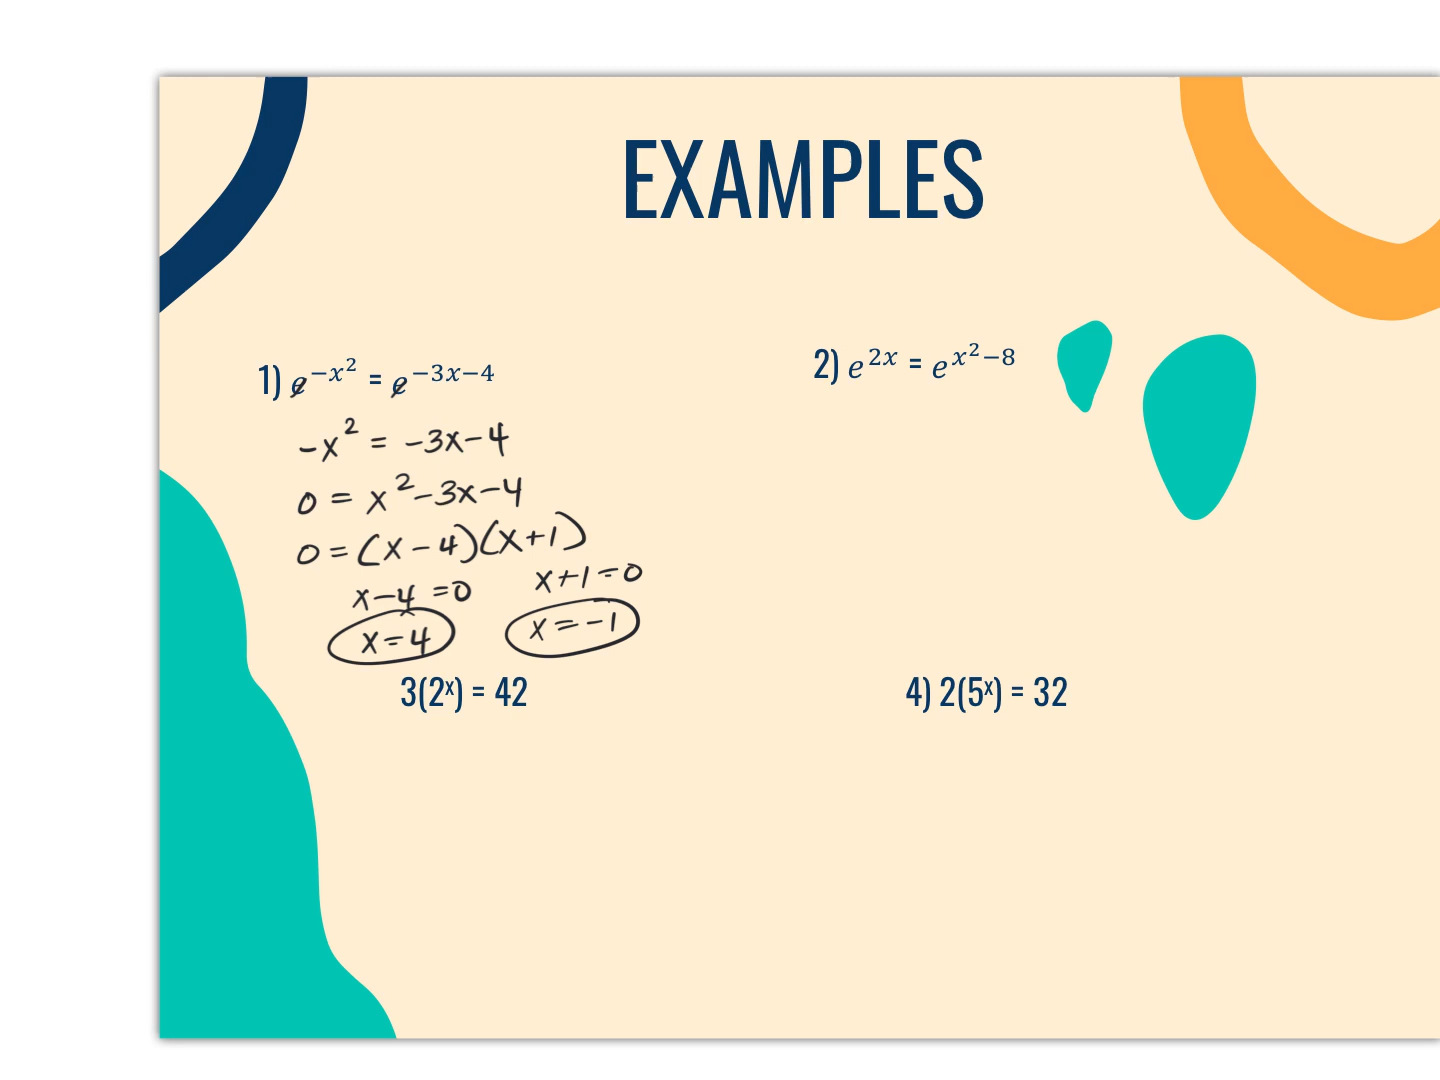 EXAMPLES
1) e^{-x^2} = e^{-3x-4}
-x^2 = -3x-4
0 = x^2-3x-4
0 = (x-4)(x+1)
x-4=0 x+1=0
x=4 x=-1
2) e^{2x} = e^{x^2-8}
3(2^x) = 42
4) 2(5^x) = 32